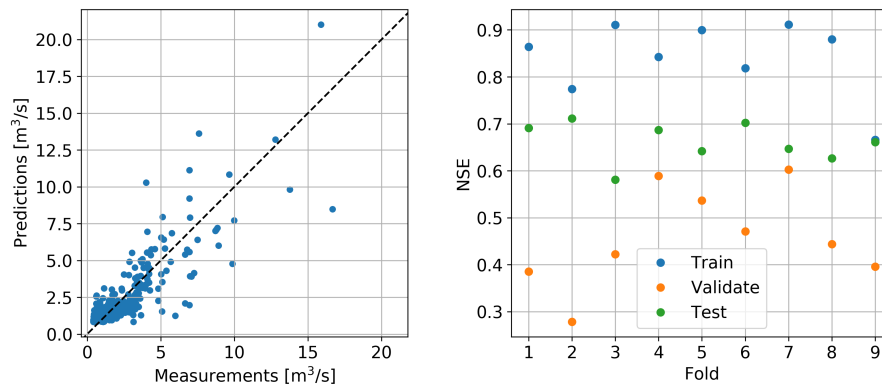 20.0
17.5
15.0
12.5
10.0
7.5
5.0
2.5
0.0
Predictions [m³/s]
0 5 10 15 20
Measurements [m³/s]
0.9
0.8
0.7
0.6
0.5
0.4
0.3
NSE
Train
Validate
Test
1 2 3 4 5 6 7 8 9
Fold